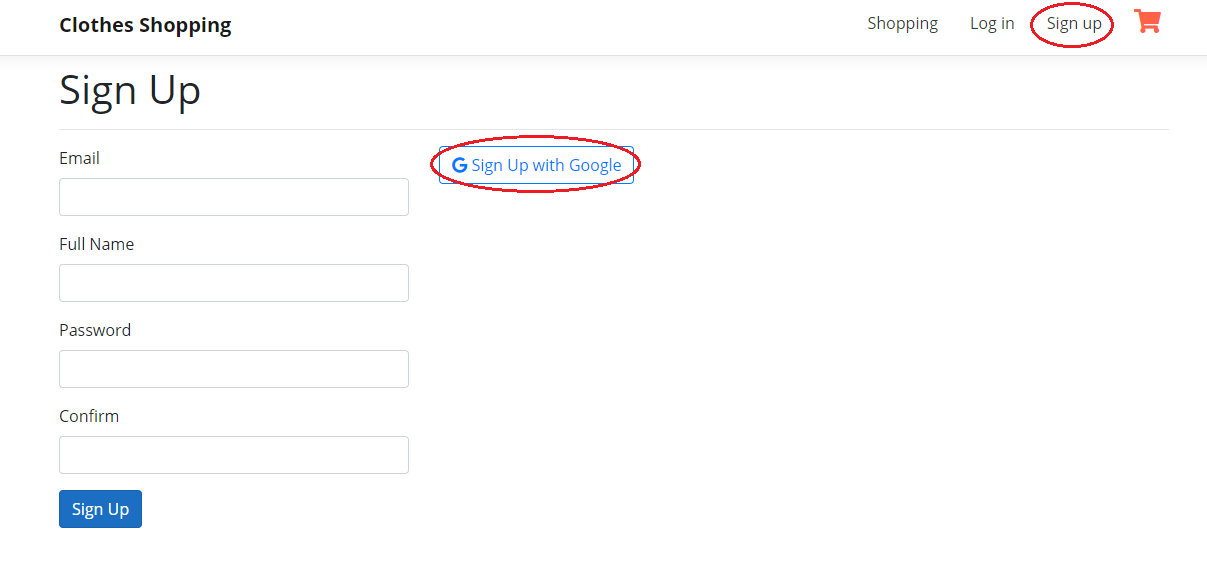 Clothes Shopping Shopping Log in Sign up
Sign Up
Email
Sign Up with Google
Full Name
Password
Confirm
Sign Up